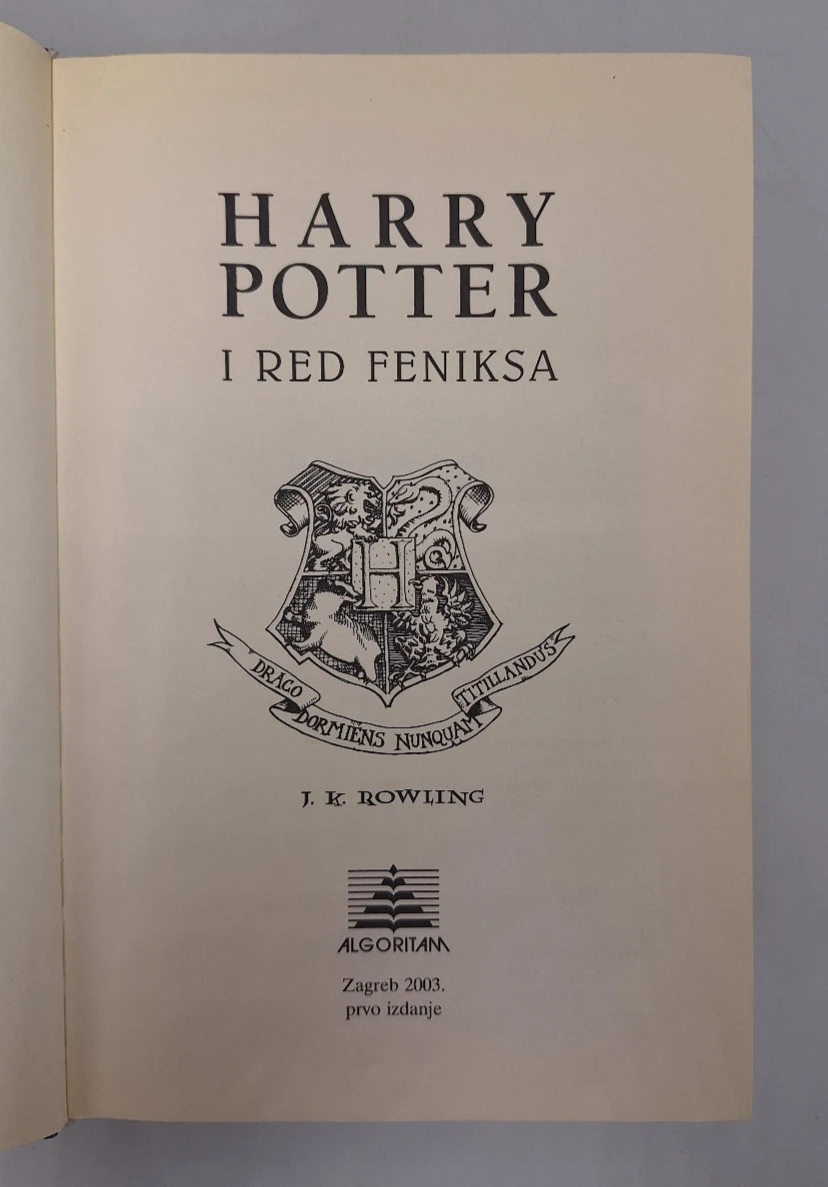 HARRY
POTTER
I RED FENIKSA
H
DRACO
DORMIENS NUNQUAM
TITILLANDUS
J. K. ROWLING
ALGORITAM
Zagreb 2003.
prvo izdanje